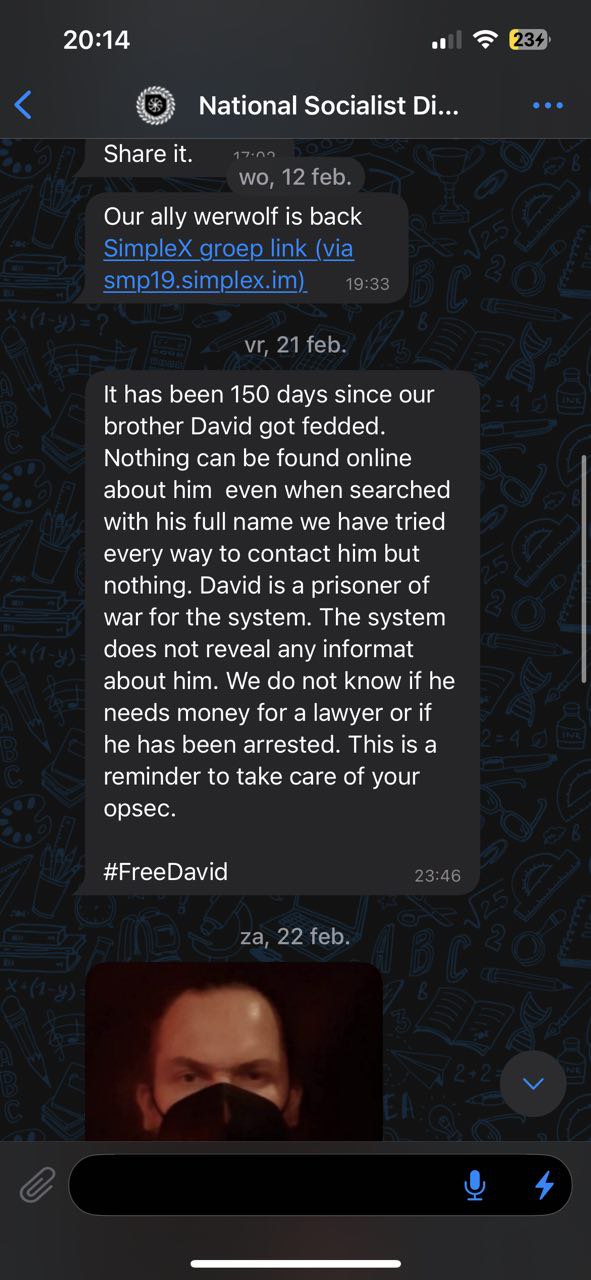 20:14
23
National Socialist Di...
Share it.
17:02
wo, 12 feb.
Our ally werwolf is back
SimpleX groep link (via
smp19.simplex.im)
19:33
vr, 21 feb.
It has been 150 days since our
brother David got fedded.
Nothing can be found online
about him  even when searched
with his full name we have tried
every way to contact him but
nothing. David is a prisoner of
war for the system. The system
does not reveal any informat
about him. We do not know if he
needs money for a lawyer or if
he has been arrested. This is a
reminder to take care of your
opsec.
#FreeDavid
23:46
za, 22 feb.